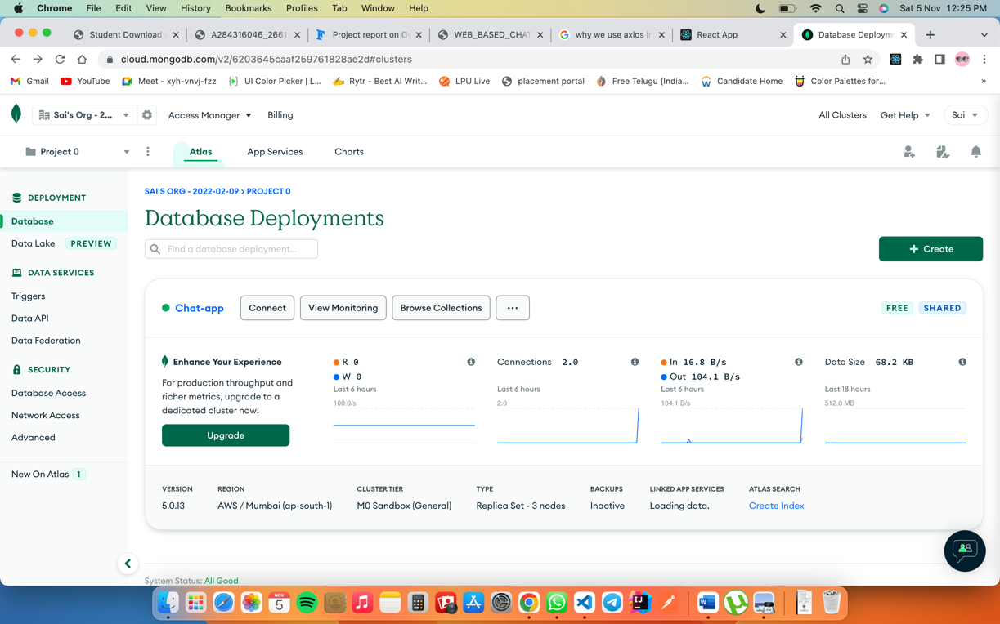 Chrome File Edit View History Bookmarks Profiles Tab Window Help Sat 5 Nov 12:25 PM
Student Download A284316046_2661 Project report on O WEB_BASED_CHA why we use axios in React App Database Deploym
cloud.mongodb.com/v2/6203645caaf259761828ae2d#clusters
Gmail YouTube Meet - xyh-vnvj-fzz UI Color Picker | L... Rytr - Best AI Writ... LPU Live placement portal Free Telugu (India... Candidate Home Color Palettes for... »
Sai's Org - 2... Access Manager Billing All Clusters Get Help Sai
Project 0 Atlas App Services Charts
DEPLOYMENT
Database
Data Lake PREVIEW
DATA SERVICES
Triggers
Data API
Data Federation
SECURITY
Database Access
Network Access
Advanced
New On Atlas 1
SAI'S ORG - 2022-02-09 > PROJECT 0
Database Deployments
Find a database deployment...
+ Create
Chat-app Connect View Monitoring Browse Collections ... FREE SHARED
Enhance Your Experience
For production throughput and
richer metrics, upgrade to a
dedicated cluster now!
Upgrade
R 0
W 0
Last 6 hours
100.0/s
Connections 2.0
Last 6 hours
2.0
In 16.8 B/s
Out 104.1 B/s
Last 6 hours
104.1 B/s
Data Size 68.2 KB
Last 18 hours
512.0 MB
VERSION REGION CLUSTER TIER TYPE BACKUPS LINKED APP SERVICES ATLAS SEARCH
5.0.13 AWS / Mumbai (ap-south-1) M0 Sandbox (General) Replica Set - 3 nodes Inactive Loading data. Create Index
System Status: All Good
NOV
5